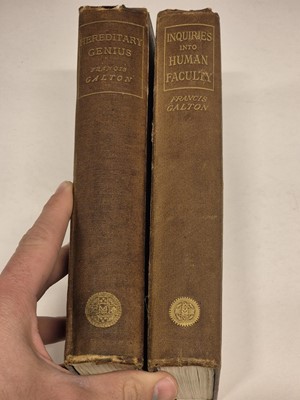 HEREDITARY
GENIUS
FRANCIS
GALTON
INQUIRIES
INTO
HUMAN
FACULTY
FRANCIS
GALTON